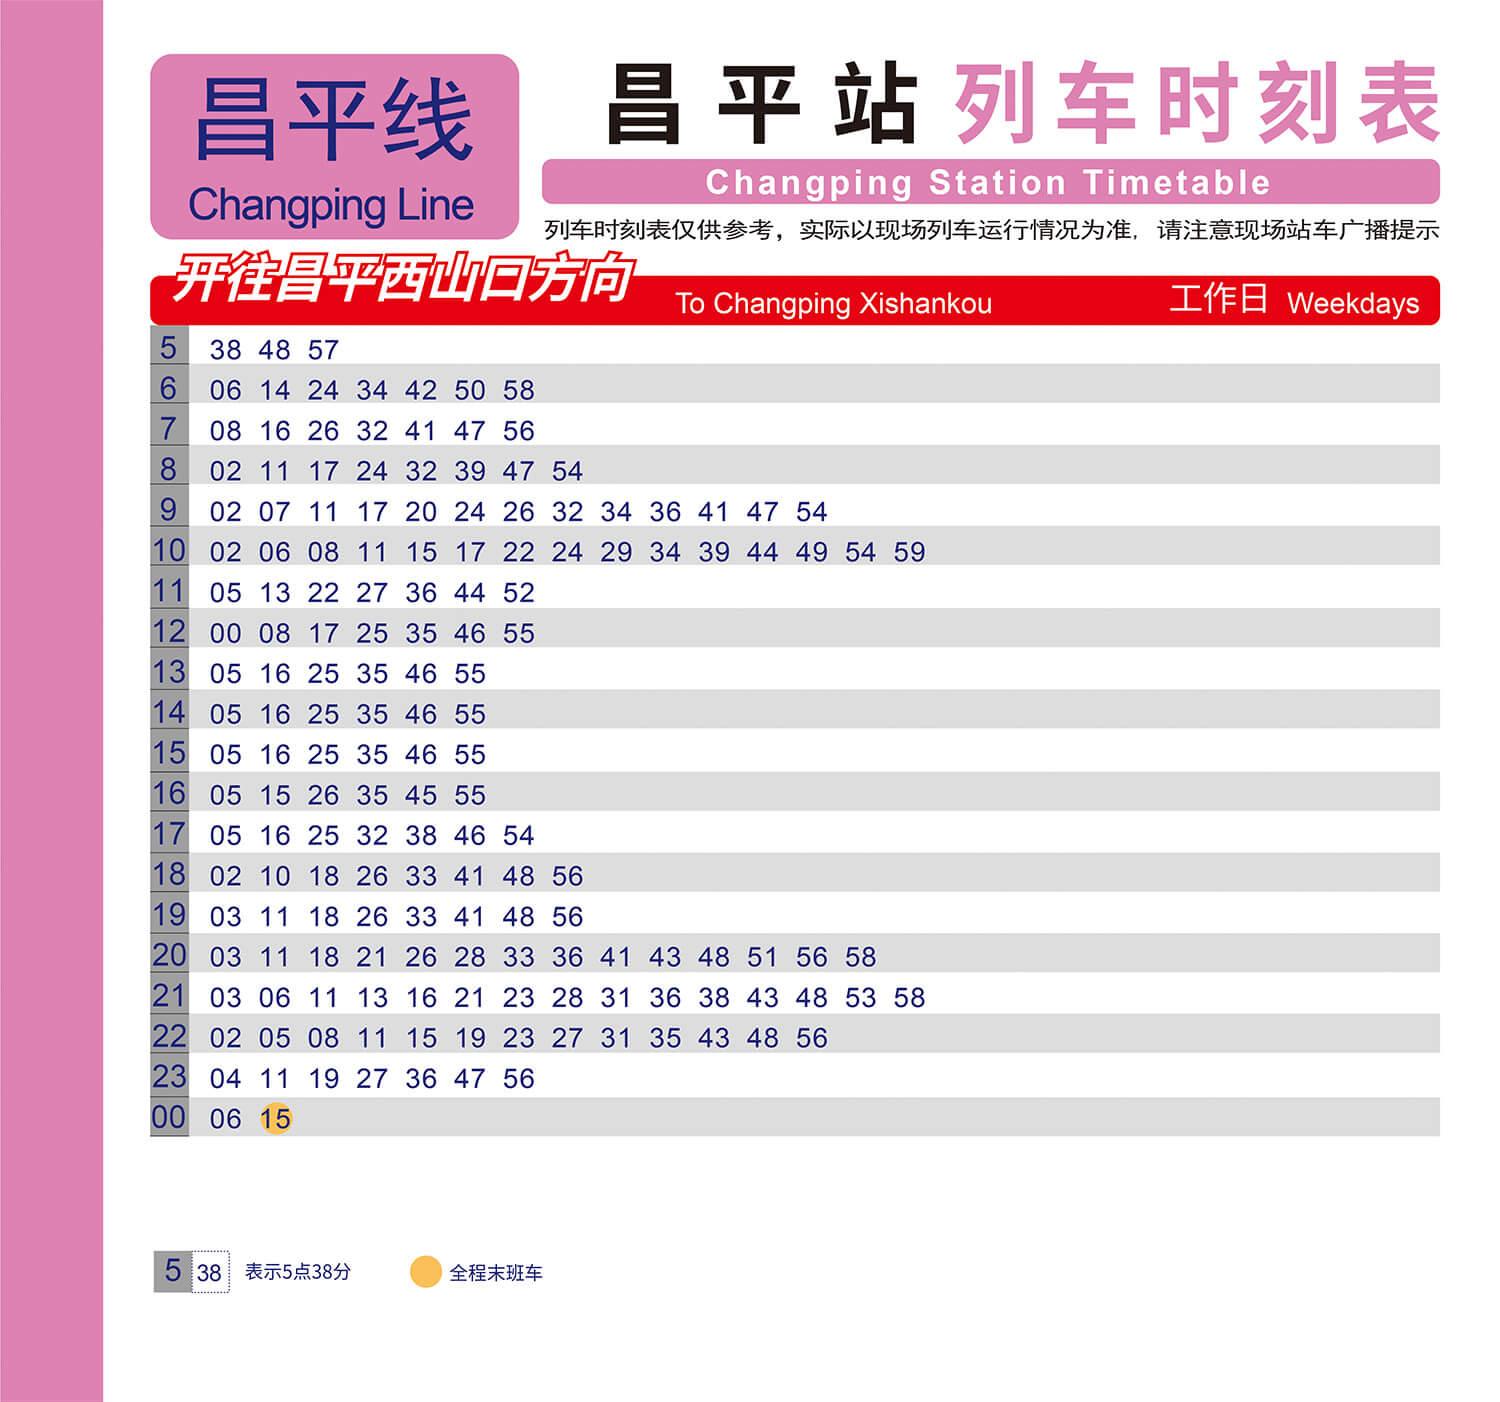 昌平线
Changping Line
昌平站 列车时刻表
Changping Station Timetable
列车时刻表仅供参考，实际以现场列车运行情况为准，请注意现场站车广播提示
开往昌平西山口方向 To Changping Xishankou 工作日 Weekdays
5 38 48 57
6 06 14 24 34 42 50 58
7 08 16 26 32 41 47 56
8 02 11 17 24 32 39 47 54
9 02 07 11 17 20 24 26 32 34 36 41 47 54
10 02 06 08 11 15 17 22 24 29 34 39 44 49 54 59
11 05 13 22 27 36 44 52
12 00 08 17 25 35 46 55
13 05 16 25 35 46 55
14 05 16 25 35 46 55
15 05 16 25 35 46 55
16 05 15 26 35 45 55
17 05 16 25 32 38 46 54
18 02 10 18 26 33 41 48 56
19 03 11 18 26 33 41 48 56
20 03 11 18 21 26 28 33 36 41 43 48 51 56 58
21 03 06 11 13 16 21 23 28 31 36 38 43 48 53 58
22 02 05 08 11 15 19 23 27 31 35 43 48 56
23 04 11 19 27 36 47 56
00 06 15
5 38 表示5点38分 全程末班车